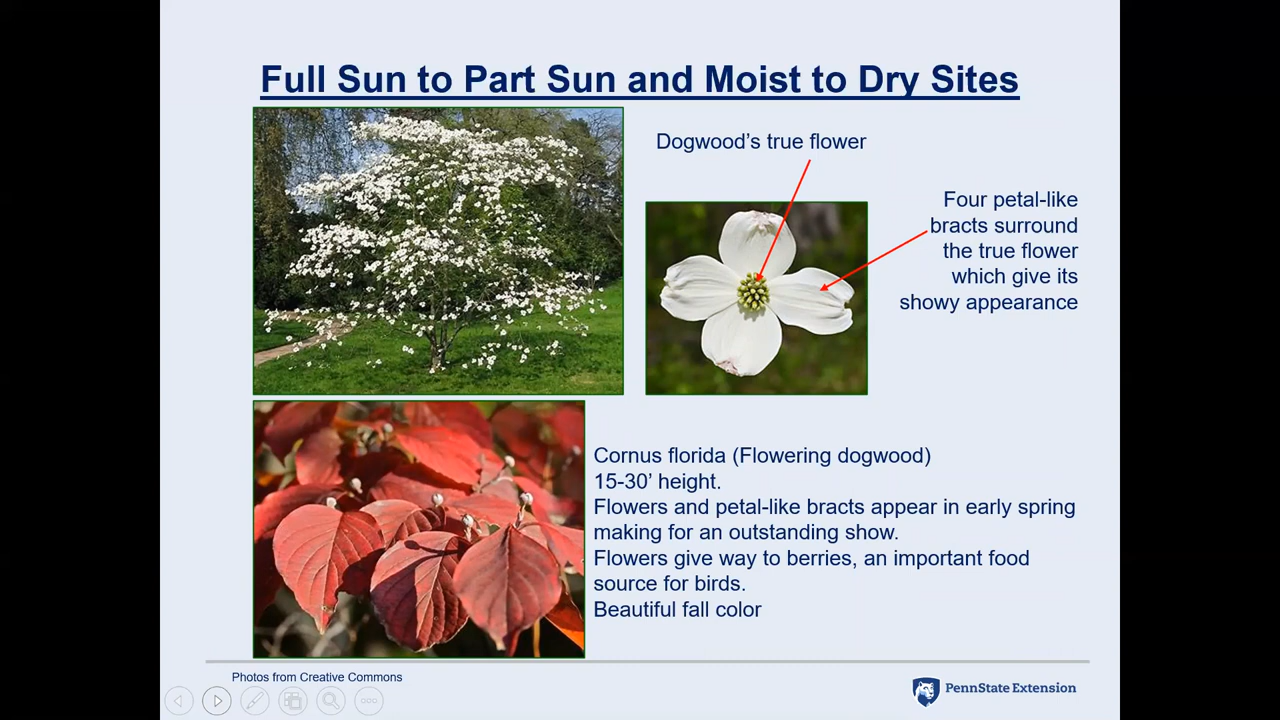 Full Sun to Part Sun and Moist to Dry Sites
Dogwood's true flower
Four petal-like
bracts surround
the true flower
which give its
showy appearance
Cornus florida (Flowering dogwood)
15-30' height.
Flowers and petal-like bracts appear in early spring
making for an outstanding show.
Flowers give way to berries, an important food
source for birds.
Beautiful fall color
Photos from Creative Commons
PennState Extension